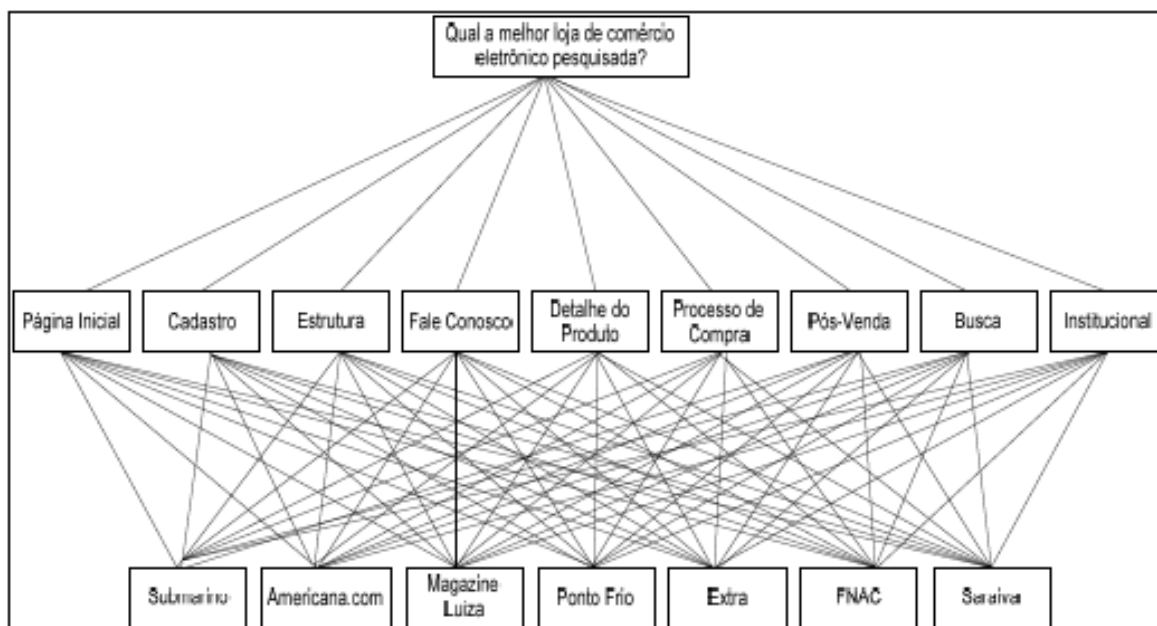 Qual a melhor loja de comércio
eletrônico pesquisada?
Página Inicial
Cadastro
Estrutura
Fale Conosco
Detalhe do
Produto
Processo de
Compra
Pós-Venda
Busca
Institucional
Submarino
Americana.com
Magazine
Luiza
Ponto Frio
Extra
FNAC
Saraiva